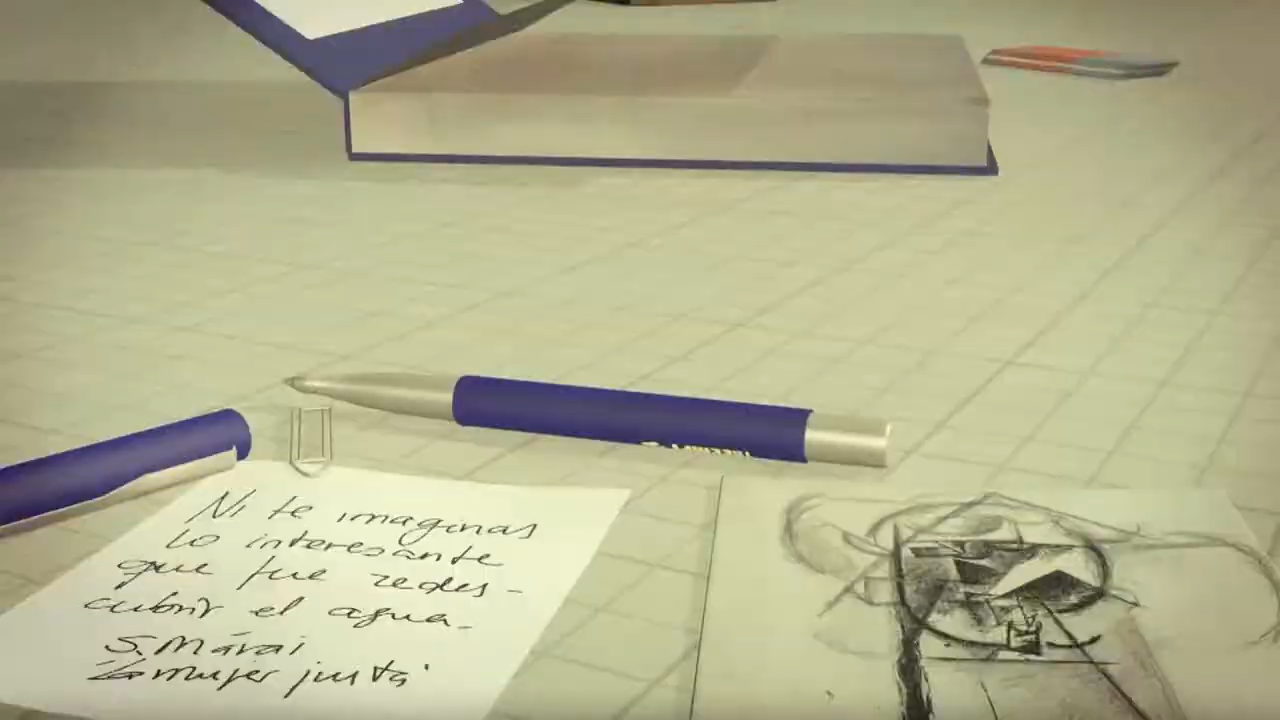 Ni te imaginas
lo interesante
que fue redes-
cubrir el agua.
S. Márai
La mujer justa